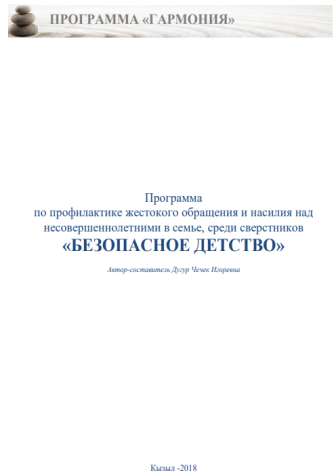 ПРОГРАММА «ГАРМОНИЯ»
Программа
по профилактике жестокого обращения и насилия над
несовершеннолетними в семье, среди сверстников
«БЕЗОПАСНОЕ ДЕТСТВО»
Автор-составитель Дугур Чечек Игоревна
Кызыл -2018